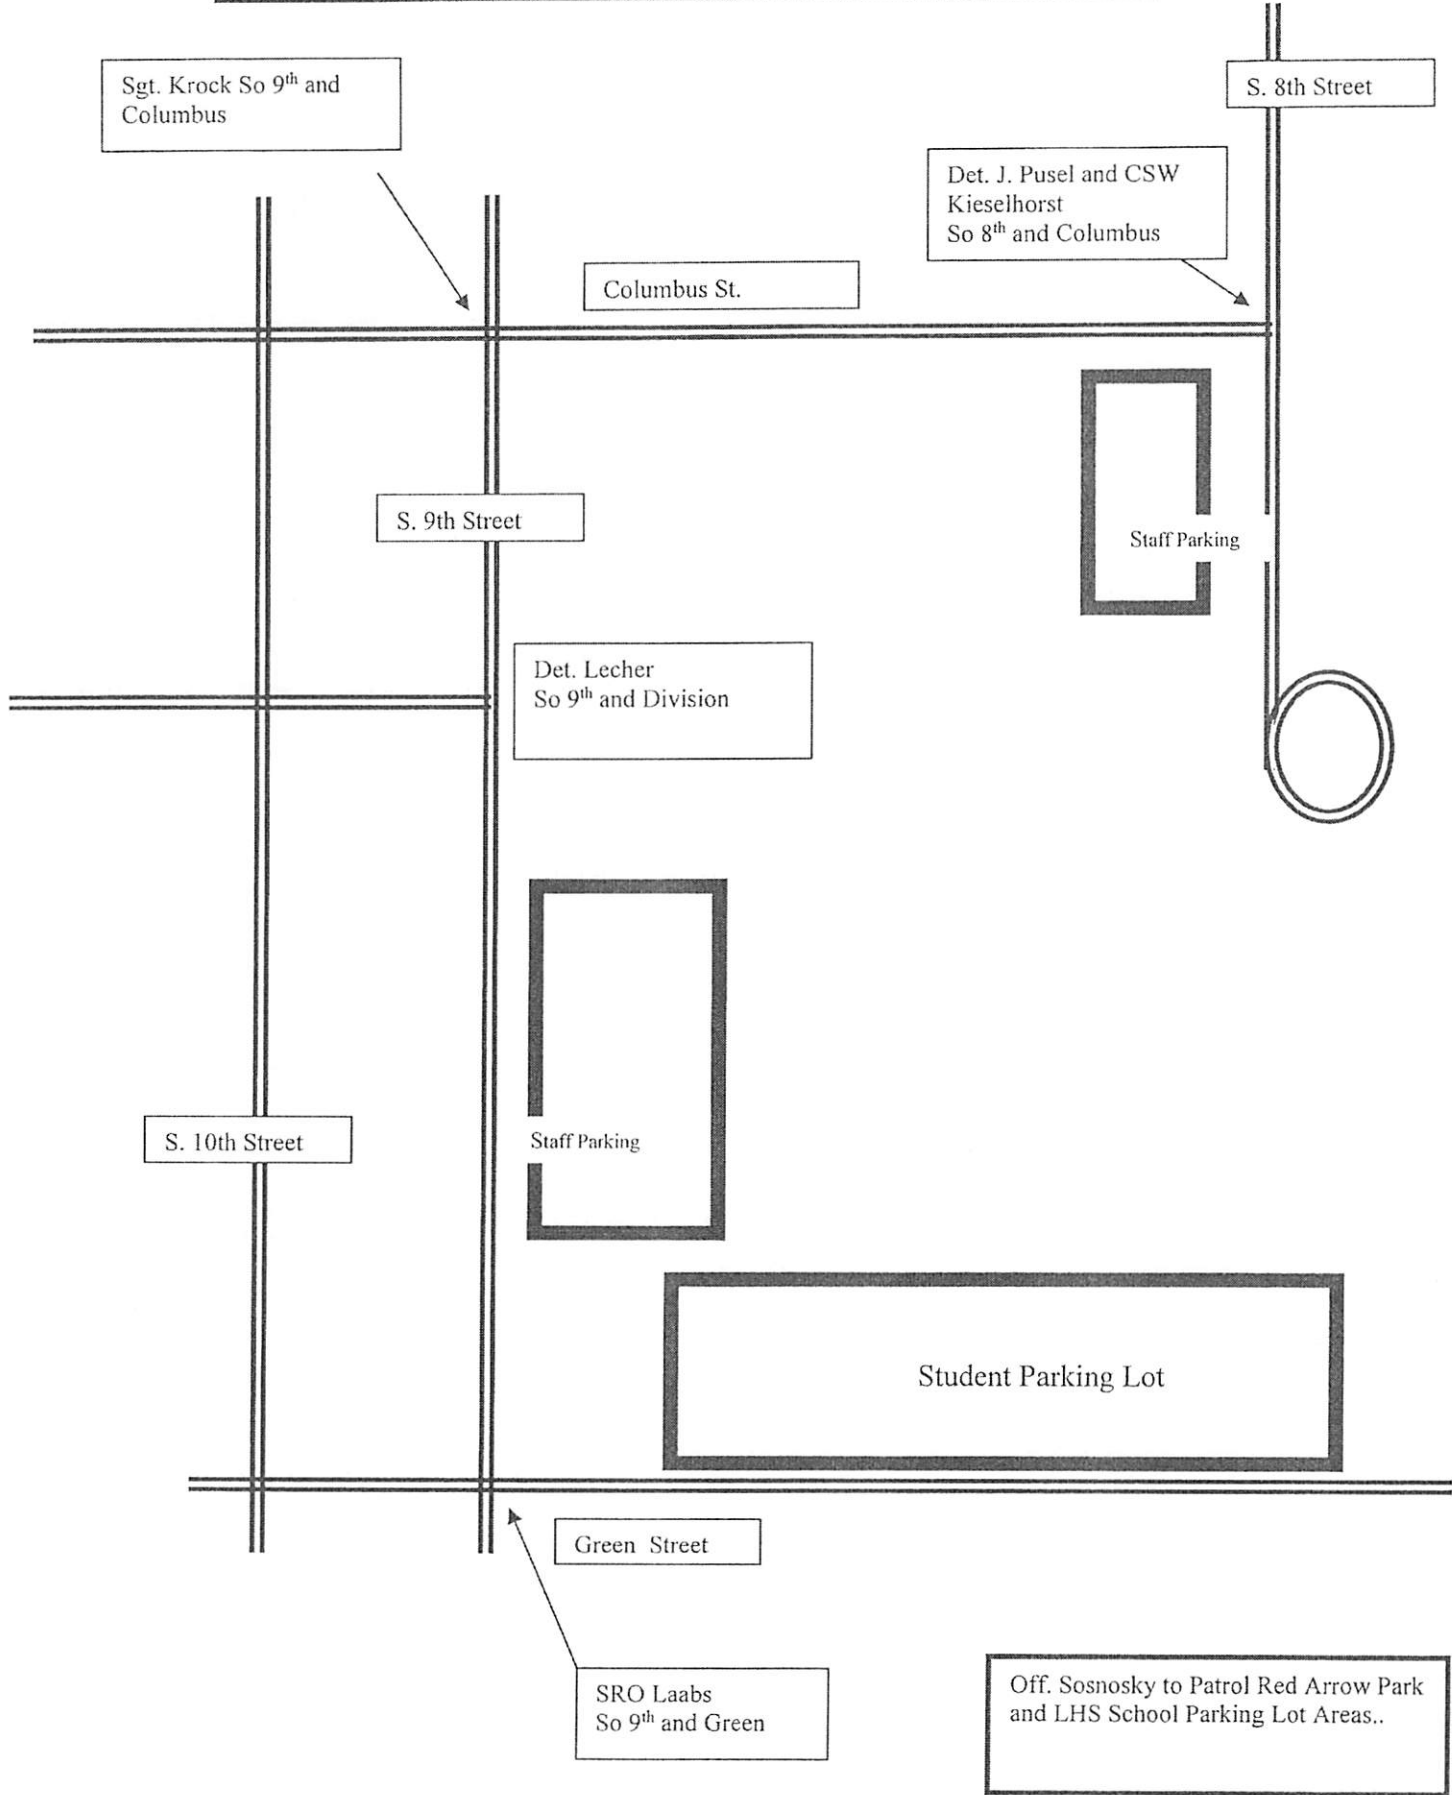 Sgt. Krock So 9th and
Columbus
S. 8th Street
Det. J. Pusel and CSW
Kieselhorst
So 8th and Columbus
Columbus St.
S. 9th Street
Staff Parking
Det. Lecher
So 9th and Division
S. 10th Street
Staff Parking
Student Parking Lot
Green Street
SRO Laabs
So 9th and Green
Off. Sosnosky to Patrol Red Arrow Park
and LHS School Parking Lot Areas..